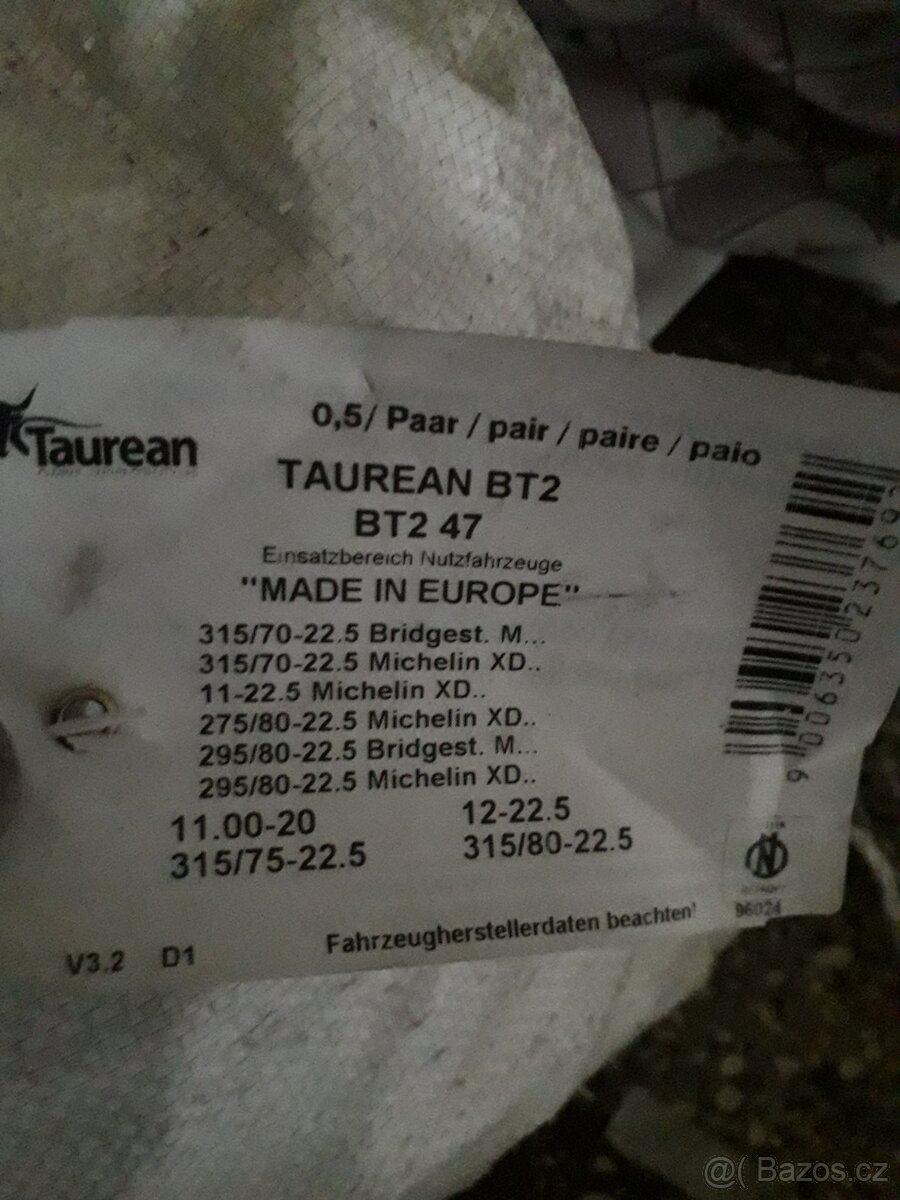 Taurean
0,5/ Paar / pair / paire / paio
TAUREAN BT2
BT2 47
Einsatzbereich Nutzfahrzeuge
"MADE IN EUROPE"
315/70-22.5 Bridgest. M...
315/70-22.5 Michelin XD..
11-22.5 Michelin XD..
275/80-22.5 Michelin XD..
295/80-22.5 Bridgest. M...
295/80-22.5 Michelin XD..
11.00-20 12-22.5
315/75-22.5 315/80-22.5
Fahrzeugherstellerdaten beachten!
V3.2 D1
96024
@( Bazos.cz